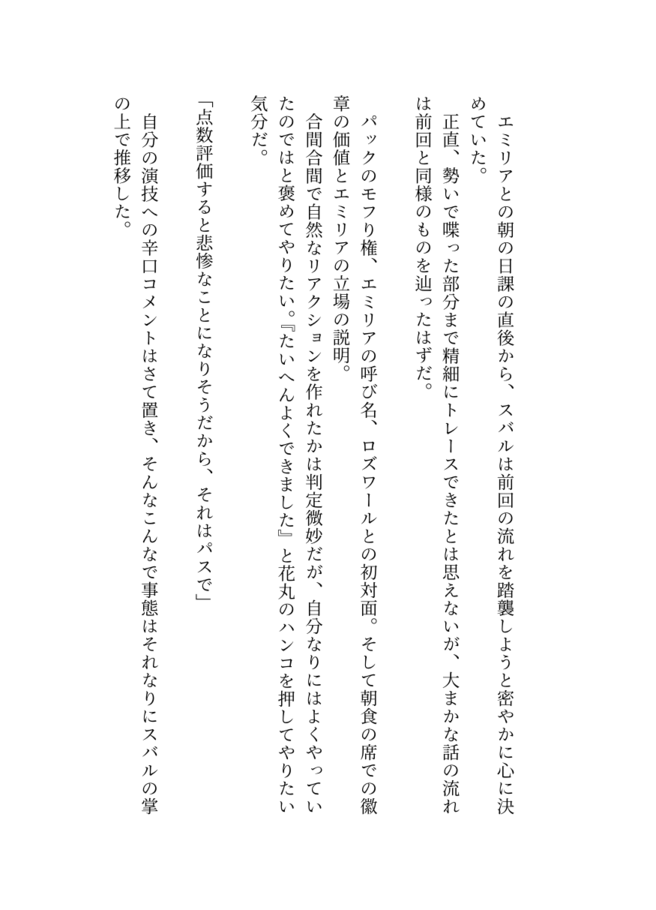 エミリアとの朝の日課の直後から、スバルは前回の流れを踏襲しようと密やかに心に決
めていた。
正直、勢いで喋った部分まで精細にトレースできたとは思えないが、大まかな話の流れ
は前回と同様のものを辿ったはずだ。
パックのモフり権、エミリアの呼び名、ロズワールとの初対面。そして朝食の席での徽
章の価値とエミリアの立場の説明。
合間合間で自然なリアクションを作れたかは判定微妙だが、自分なりにはよくやってい
たのではと褒めてやりたい。『たいへんよくできました』と花丸のハンコを押してやりたい
気分だ。
「点数評価すると悲惨なことになりそうだから、それはパスで」
自分の演技への辛口コメントはさて置き、そんなこんなで事態はそれなりにスバルの掌
の上で推移した。